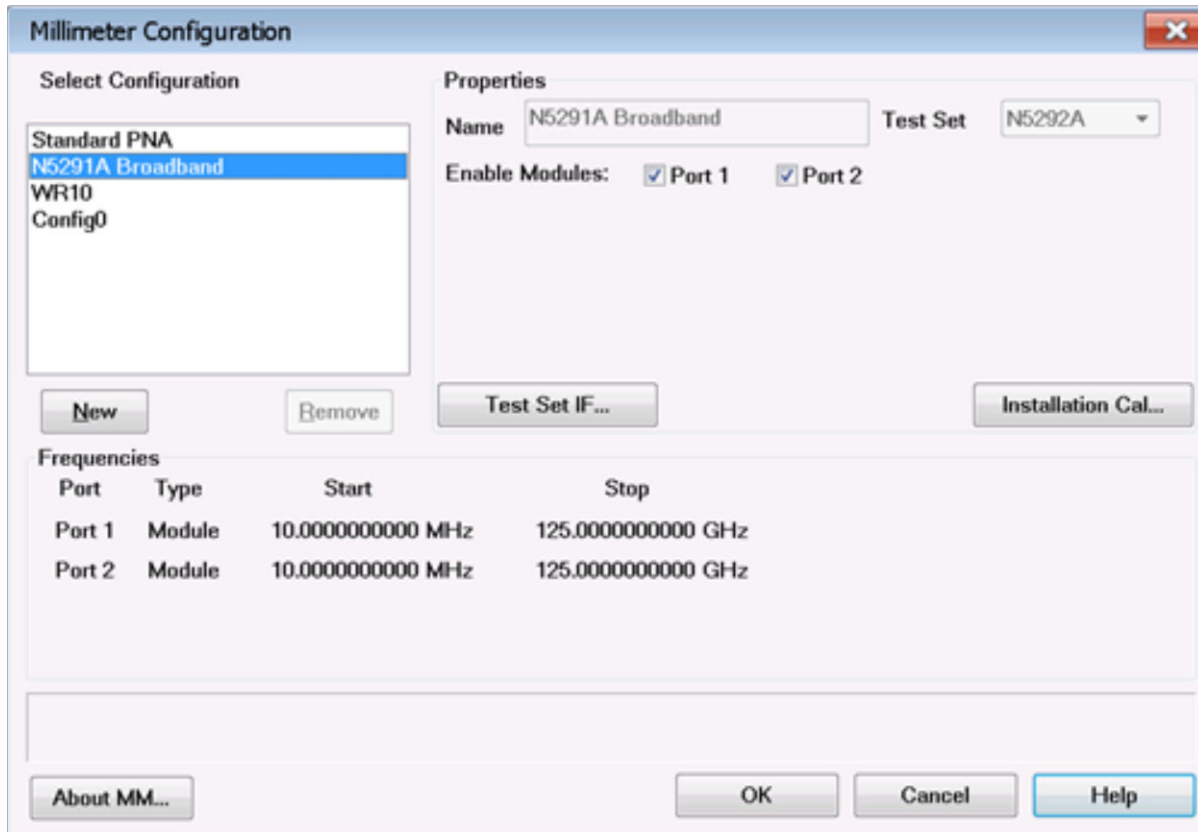 Millimeter Configuration
Select Configuration
Standard PNA
N5291A Broadband
WR10
Config0
New
Remove
Properties
Name N5291A Broadband Test Set N5292A
Enable Modules: Port 1 Port 2
Test Set IF... Installation Cal...
Frequencies
Port Type Start Stop
Port 1 Module 10.0000000000 MHz 125.0000000000 GHz
Port 2 Module 10.0000000000 MHz 125.0000000000 GHz
About MM... OK Cancel Help